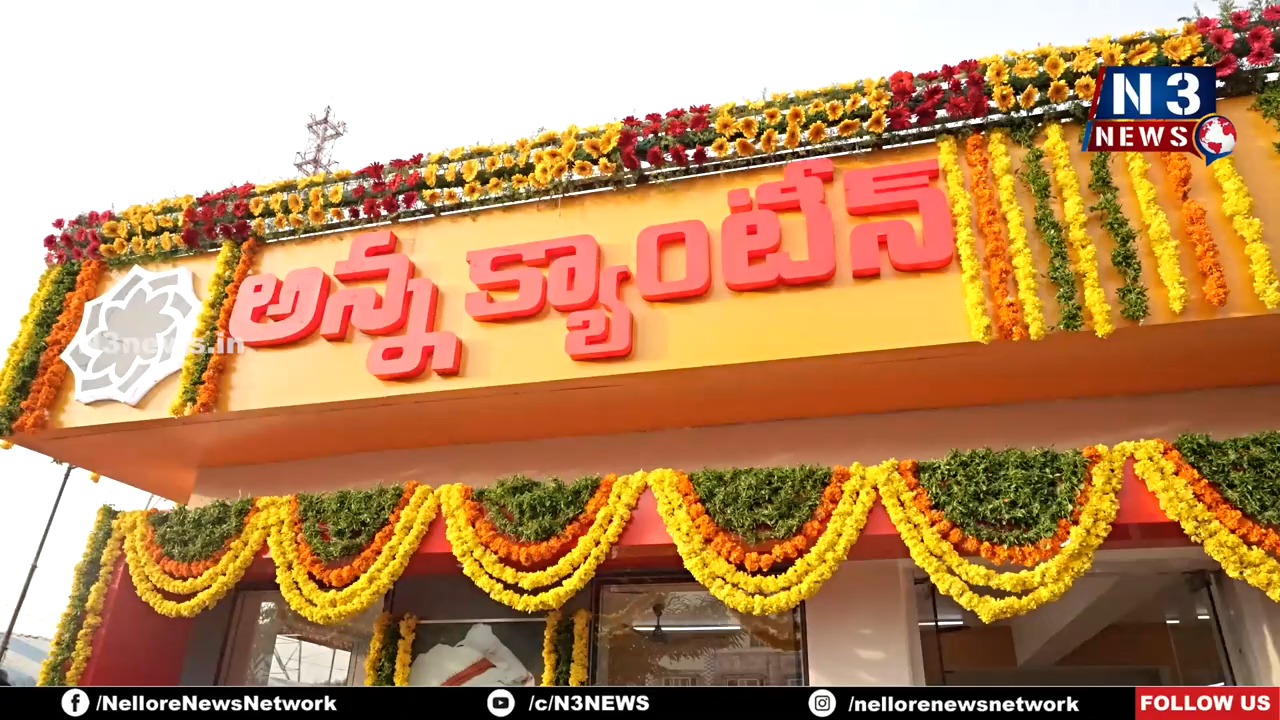 N3
NEWS
అన్న క్యాంటీన్
N3news.in
/NelloreNewsNetwork
/c/N3NEWS
/nellorenewsnetwork
FOLLOW US